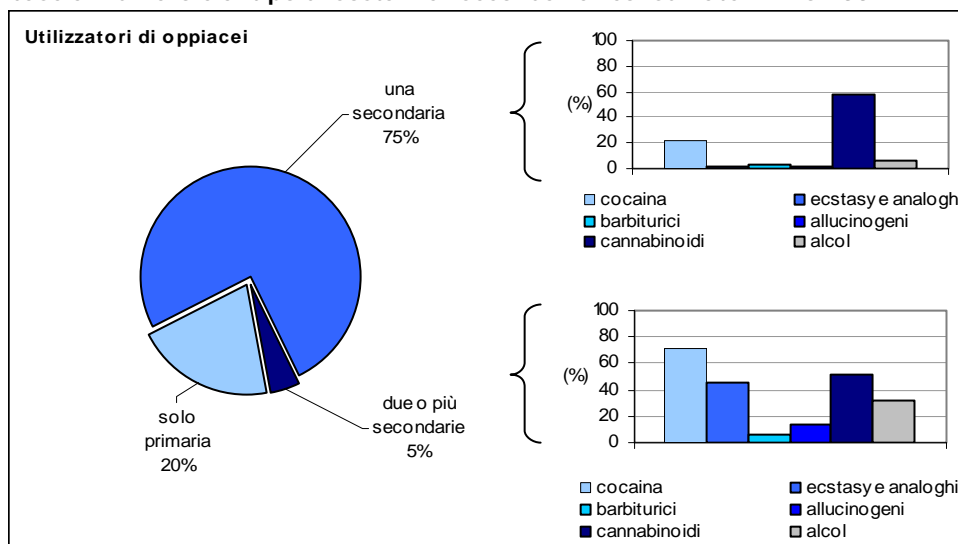 Utilizzatori di oppiacei
una
secondaria
75%
solo
primaria
20%
due o più
secondarie
5%
100
80
60
40
20
0
(%)
cocaina
ecstasy e analoghi
barbiturici
allucinogeni
cannabinoidi
alcol
100
80
60
40
20
0
(%)
cocaina
ecstasy e analoghi
barbiturici
allucinogeni
cannabinoidi
alcol